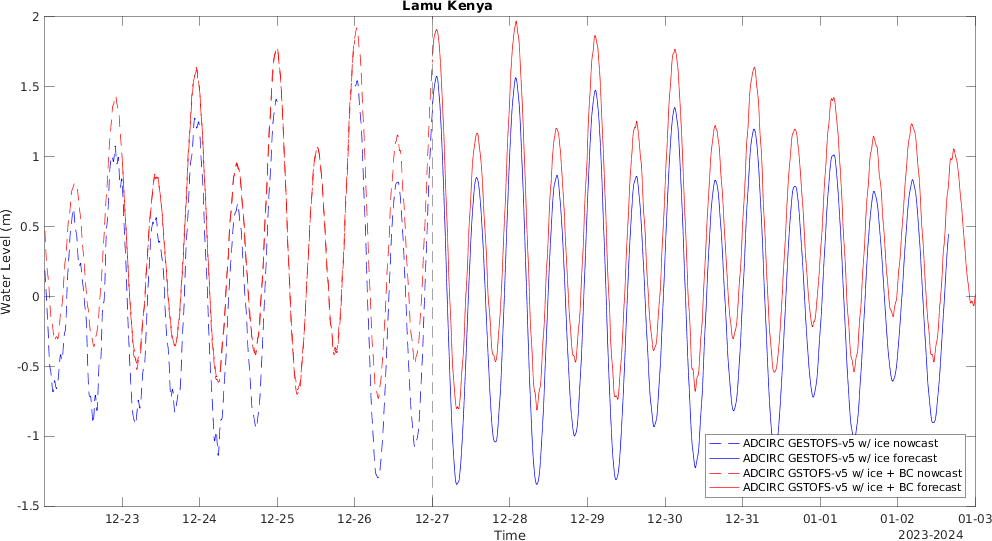 Lamu Kenya
2
1.5
1
0.5
0
-0.5
-1
-1.5
Water Level (m)
ADCIRC GESTOFS-v5 w/ ice nowcast
ADCIRC GESTOFS-v5 w/ ice forecast
ADCIRC GSTOFS-v5 w/ ice + BC nowcast
ADCIRC GSTOFS-v5 w/ ice + BC forecast
12-23 12-24 12-25 12-26 12-27 12-28 12-29 12-30 12-31 01-01 01-02 01-03
Time
2023-2024